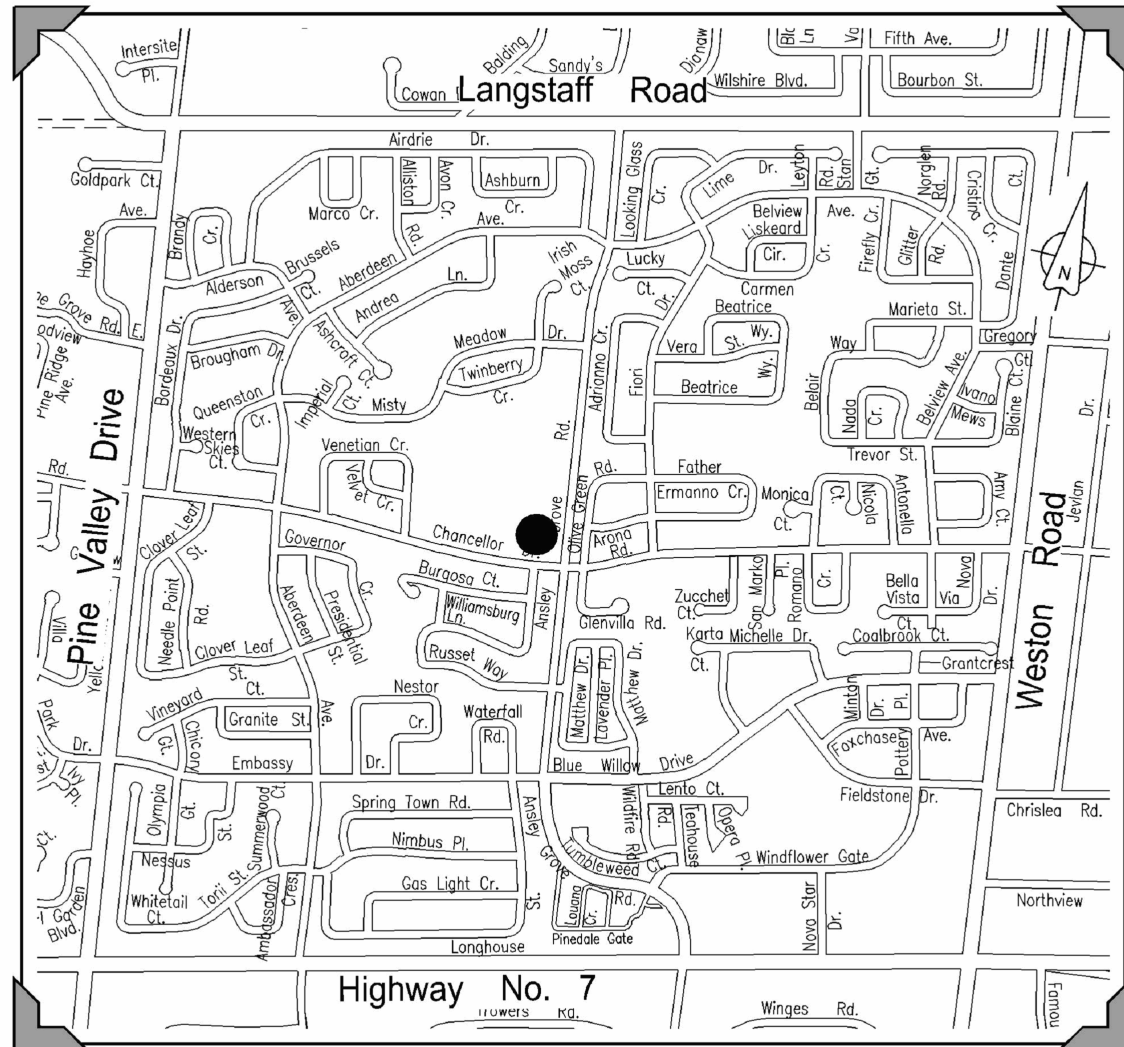 Intersite
Pl.
Balding
Sandy's
Dianaw
Fifth Ave.
Cowan
Wilshire Blvd.
Bourbon St.
Langstaff Road
Airdrie Dr.
Goldpark Ct.
Marco Cr.
Alliston
Rd.
Avon
Cr.
Ashburn
Cr.
Looking Glass
Cr.
Lime Dr.
Leyton
Rd.
Stan
Gt.
Norglen
Rd.
Cristina Cr.
Ct.
Dante
Hayhoe
Ave.
Brandy
Cr.
Brussels
Ct.
Alderson
Ave.
Aberdeen
Ave.
Andrea
Ln.
Irish
Moss
Ct.
Lucky
Ct.
Belview
Ave.
Liskeard
Cir.
Cr.
Carmen
Dr.
Firefly Cr.
Glitter
Rd.
Marieta St.
Gregory
Gt.
Grove Rd. E.
Pine Ridge
Ave.
Bordeaux Dr.
Brougham Dr.
Ashcroft Ct.
Meadow Dr.
Twinberry
Cr.
Misty
Imperial
Ct.
Queenston
Cr.
Western
Skies
Ct.
Adrianno Cr.
Fiori
Vera
St.
Beatrice
Wy.
Beatrice
Wy.
Belair
Way
Nada
Cr.
Belview Ave.
Ivano
Mews
Blaine Ct.
Trevor St.
Dr.
Jevlan
Venetian Cr.
Velvet Cr.
Rd.
Olive Green
Rd.
Father
Ermanno Cr.
Monica
Ct.
Nicola
Ct.
Antonella
Amy Ct.
Pine Valley Drive
Weston Road
N
Rd.
Clover Leaf
St.
Needle Point
Rd.
Clover Leaf
St.
Governor
Cr.
Presidential
St.
Aberdeen
Ave.
Chancellor
Dr.
Arona
Rd.
Burgosa Ct.
Williamsburg
Ln.
Russet Way
Ansley
Glenvilla Rd.
Zucchet
Ct.
San Marko
Pl.
Romano
Cr.
Bella
Vista
Ct.
Via
Nova
Dr.
Karta
Ct.
Michelle Dr.
Coalbrook Ct.
Grantcrest
Villa
Park
Dr.
Ivy
Pl.
Vineyard
Ct.
Gt.
Chicory
Granite St.
Nestor
Cr.
Dr.
Waterfall
Rd.
Matthew Dr.
Lavender Pl.
Matthew Dr.
Minton
Dr.
Pl.
Foxchase
Ave.
Pottery
Embassy
Blue Willow Drive
Fieldstone Dr.
Chrislea Rd.
Olympia
Gt.
Nessus
St.
Summerwood
Ct.
Spring Town Rd.
Nimbus Pl.
Gas Light Cr.
St.
Ansley
Grove
Rd.
Wildfire Rd.
Lento Ct.
Rd.
Teahouse
Opera
Pl.
Tumbleweed Ct.
Windflower Gate
Whitetail
Ct.
Torii St.
Ambassador
Cres.
Louana
Cr.
Pinedale Gate
Nova Star
Dr.
Northview
Garden
Blvd.
Longhouse
Highway No. 7
Winges Rd.
Famou